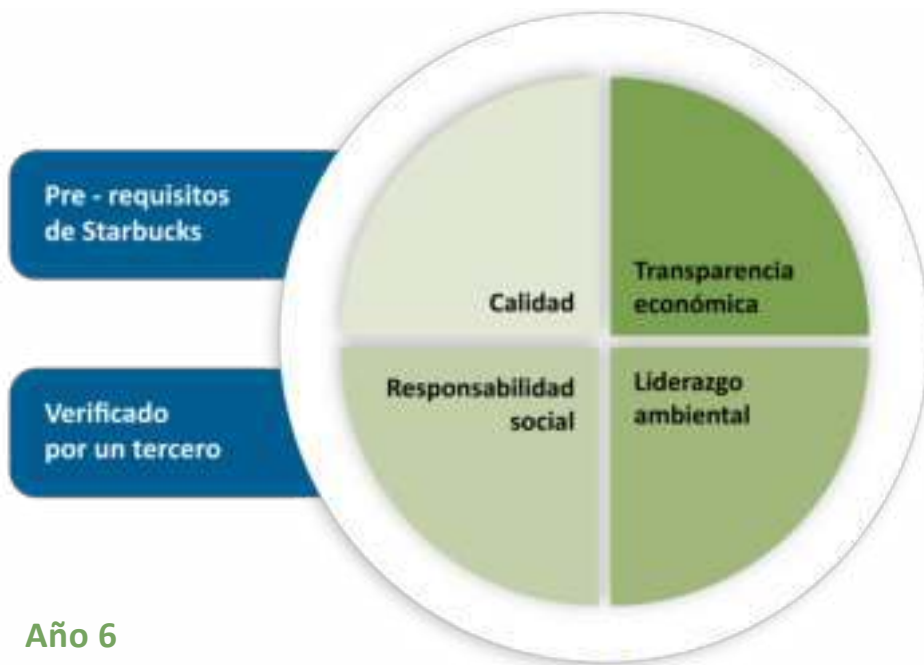 Pre - requisitos
de Starbucks
Calidad
Transparencia
económica
Verificado
por un tercero
Responsabilidad
social
Liderazgo
ambiental
Año 6